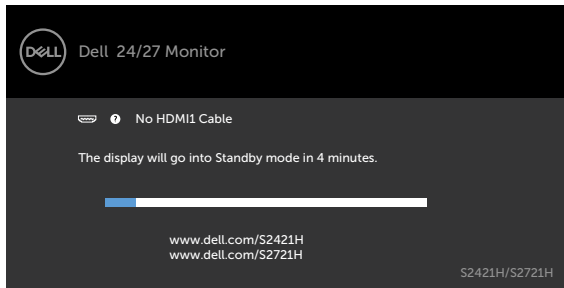 DELL
Dell 24/27 Monitor
? No HDMI1 Cable
The display will go into Standby mode in 4 minutes.
www.dell.com/S2421H
www.dell.com/S2721H
S2421H/S2721H